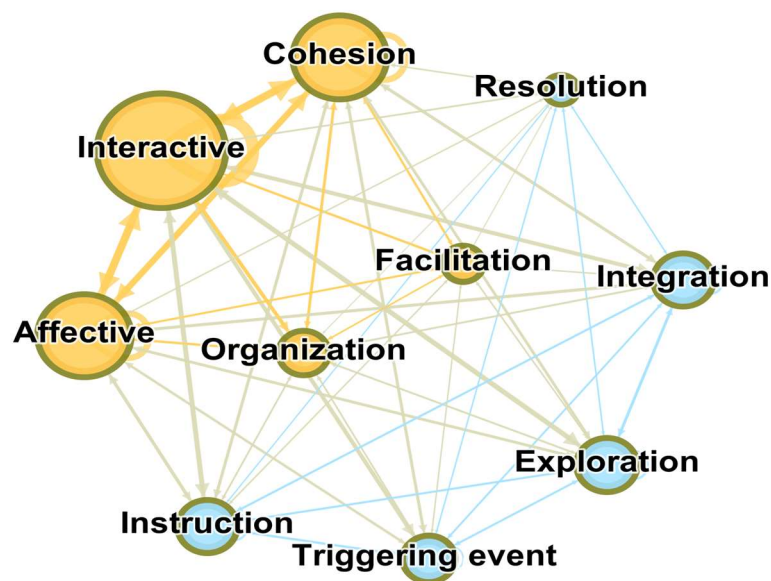 Cohesion
Resolution
Interactive
Facilitation
Integration
Affective
Organization
Exploration
Instruction
Triggering event